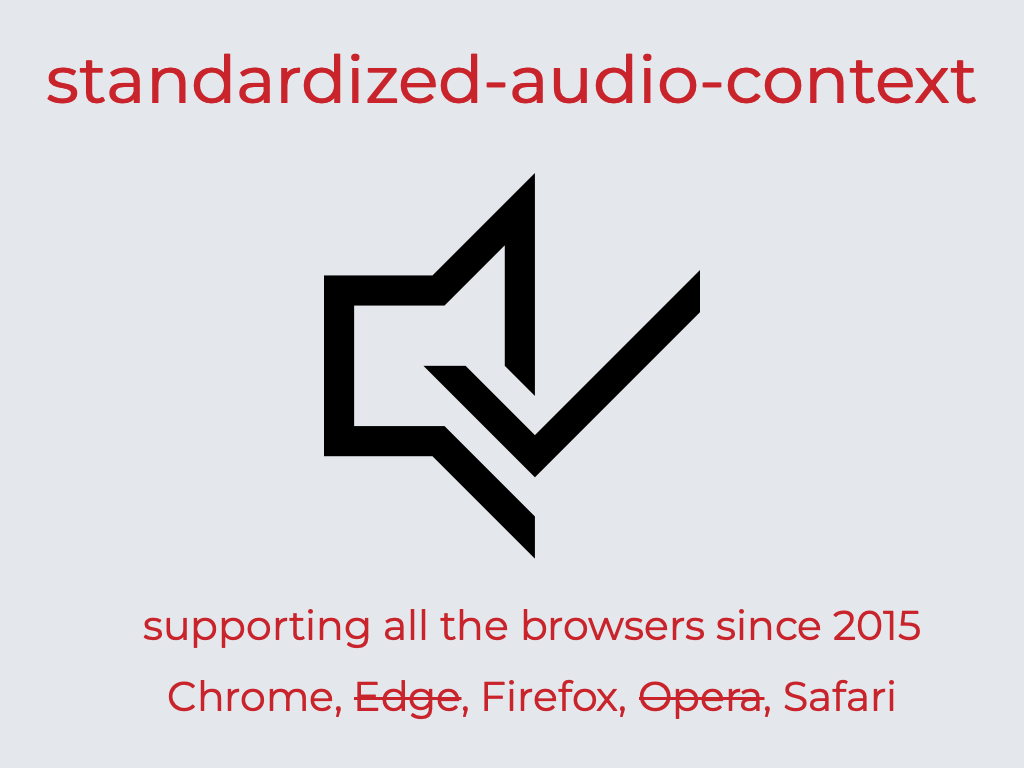 standardized-audio-context
supporting all the browsers since 2015
Chrome, Edge, Firefox, Opera, Safari